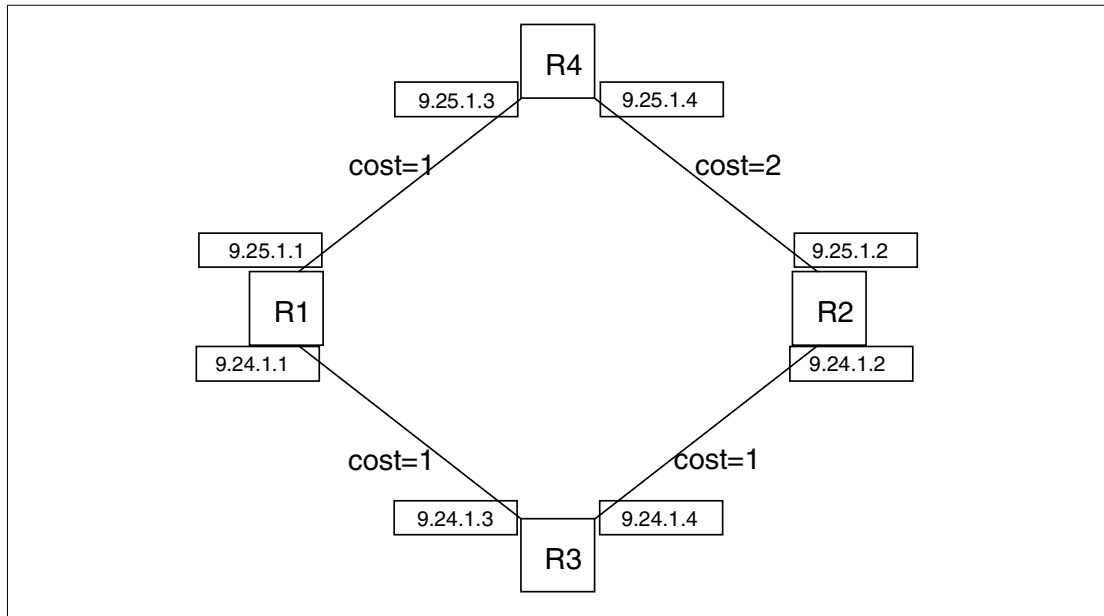 R4
9.25.1.3
9.25.1.4
cost=1
cost=2
9.25.1.1
9.25.1.2
R1
R2
9.24.1.1
9.24.1.2
cost=1
cost=1
9.24.1.3
9.24.1.4
R3